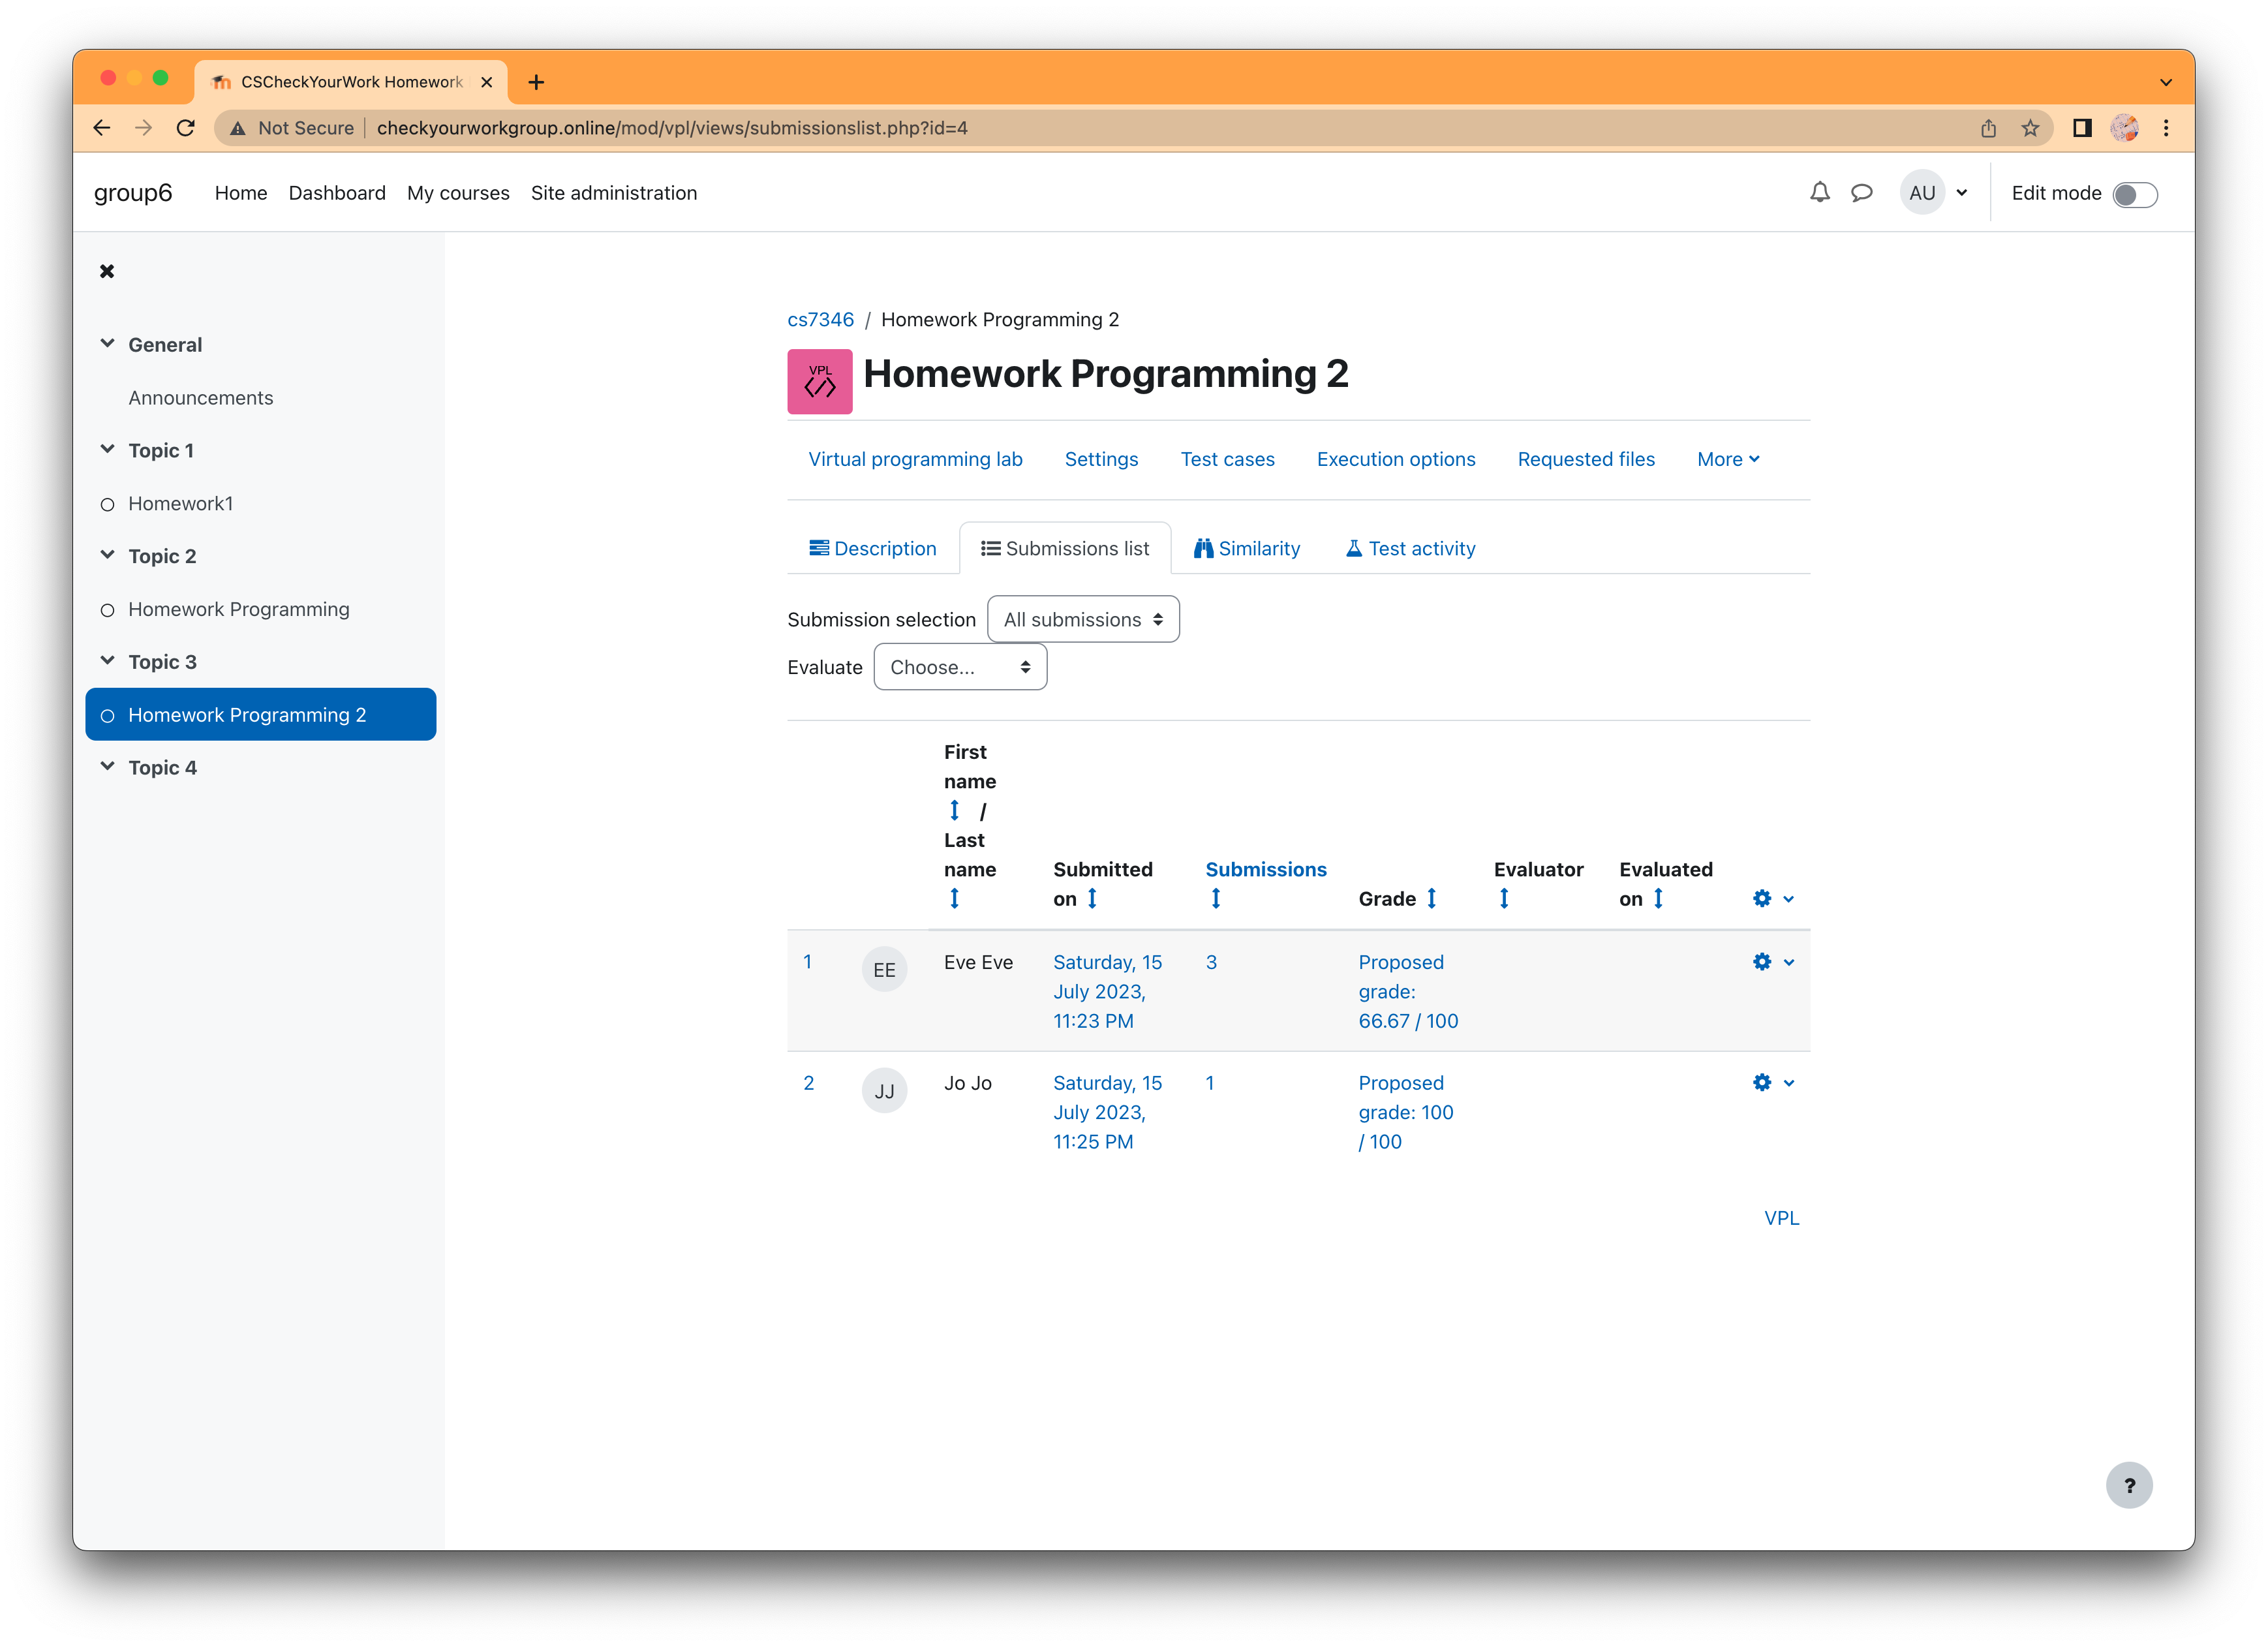 CSCheckYourWork Homework
Not Secure checkyourworkgroup.online/mod/vpl/views/submissionslist.php?id=4
group6 Home Dashboard My courses Site administration AU Edit mode
General
Announcements
Topic 1
Homework1
Topic 2
Homework Programming
Topic 3
Homework Programming 2
Topic 4
cs7346 / Homework Programming 2
VPL
Homework Programming 2
Virtual programming lab Settings Test cases Execution options Requested files More
Description Submissions list Similarity Test activity
Submission selection All submissions
Evaluate Choose...
First
name
/
Last
name Submitted Submissions Evaluator Evaluated
on Grade on
1 EE Eve Eve Saturday, 15 3 Proposed
July 2023, grade:
11:23 PM 66.67 / 100
2 JJ Jo Jo Saturday, 15 1 Proposed
July 2023, grade: 100
11:25 PM / 100
VPL
?